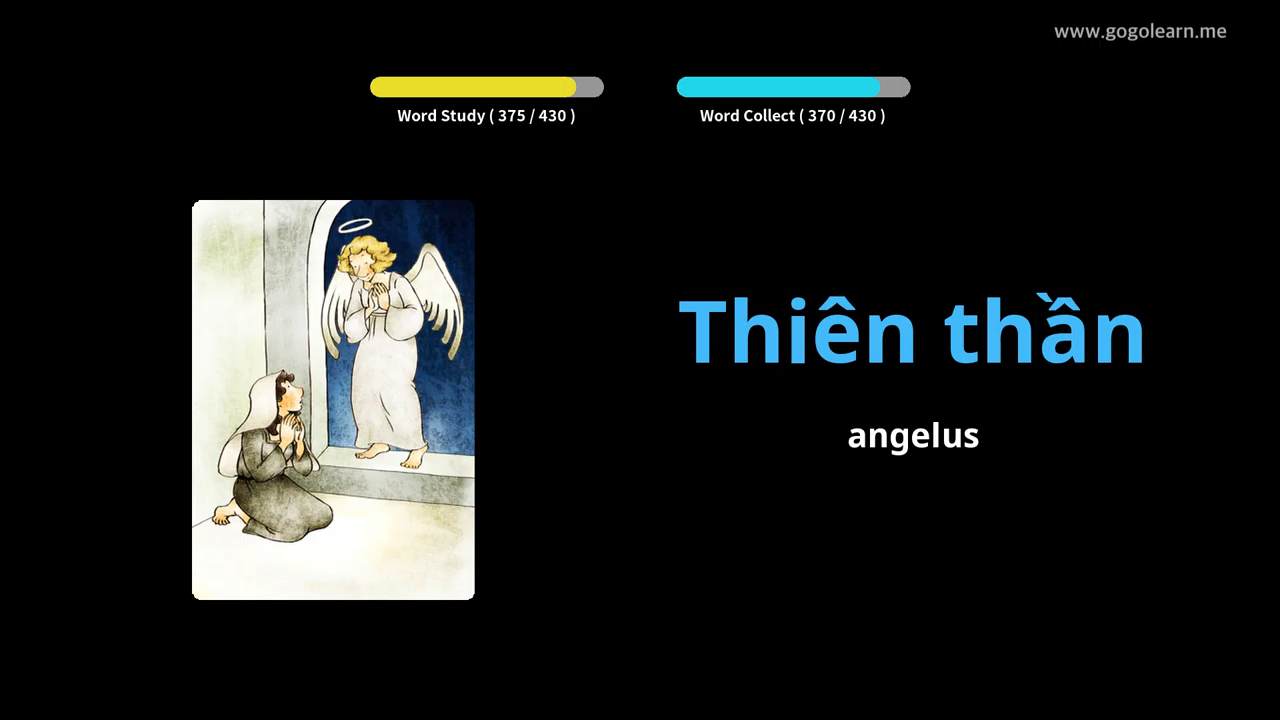 www.gogolearn.me
Word Study ( 375 / 430 )
Word Collect ( 370 / 430 )
Thiên thần
angelus